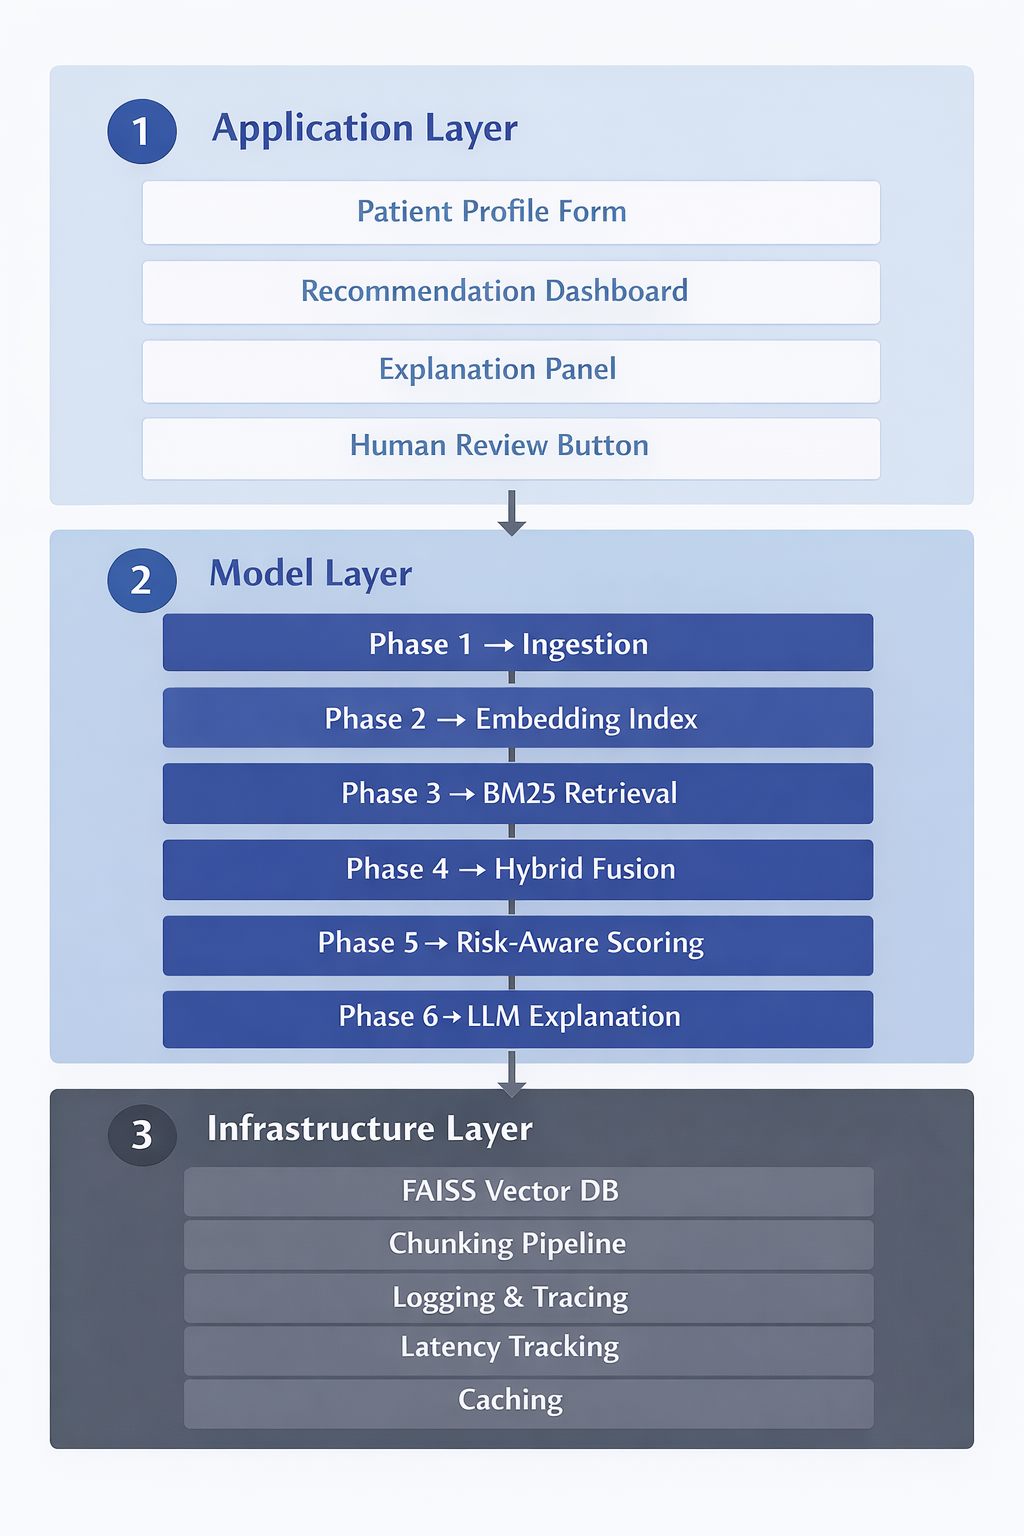 1
Application Layer
Patient Profile Form
Recommendation Dashboard
Explanation Panel
Human Review Button
2
Model Layer
Phase 1 → Ingestion
Phase 2 → Embedding Index
Phase 3 → BM25 Retrieval
Phase 4 → Hybrid Fusion
Phase 5 → Risk-Aware Scoring
Phase 6 → LLM Explanation
3
Infrastructure Layer
FAISS Vector DB
Chunking Pipeline
Logging & Tracing
Latency Tracking
Caching